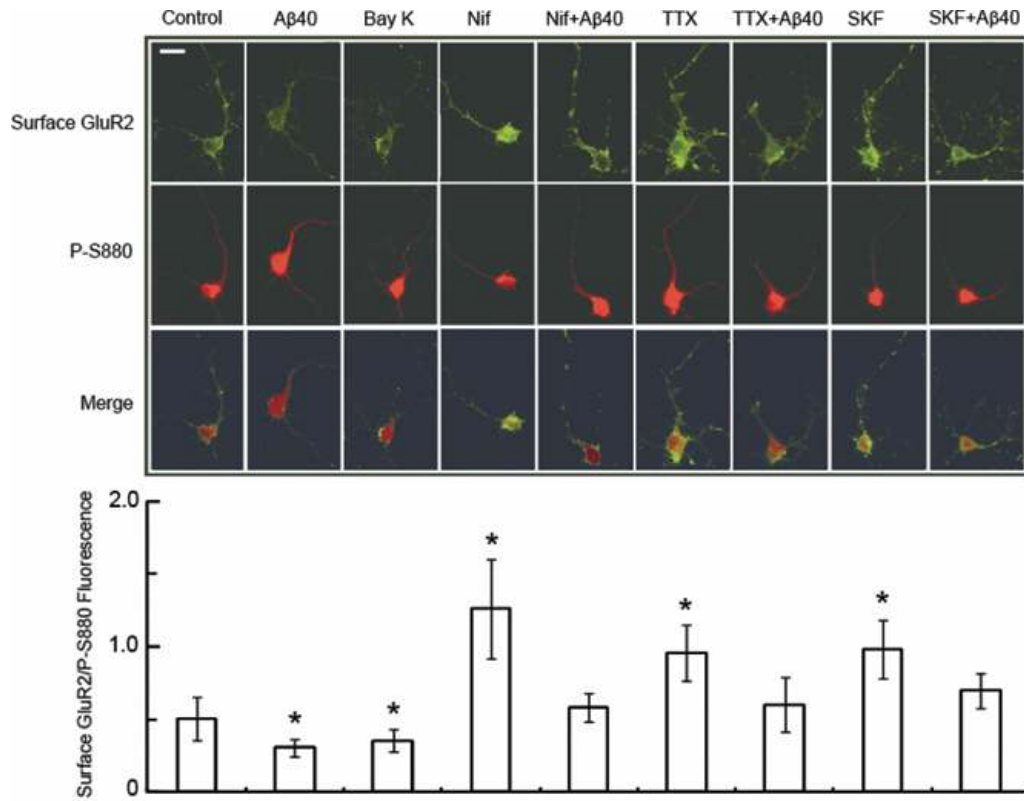 Control Aβ40 Bay K Nif Nif+Aβ40 TTX TTX+Aβ40 SKF SKF+Aβ40
Surface GluR2
P-S880
Merge
Surface GluR2/P-S880 Fluorescence
2.0
1.0
0
* * * * * *